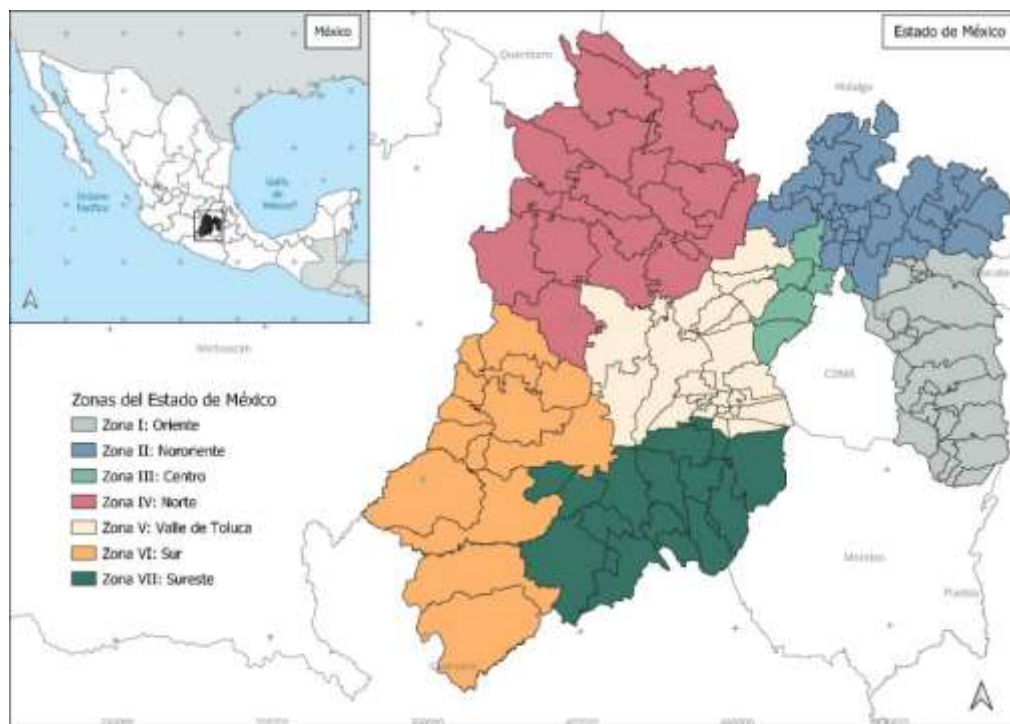 México
Estado de México
Querétaro
Hidalgo
Océano
Pacífico
Golfo
de
México
Michoacán
CDMX
Zonas del Estado de México
Zona I: Oriente
Zona II: Nororiente
Zona III: Centro
Zona IV: Norte
Zona V: Valle de Toluca
Zona VI: Sur
Zona VII: Sureste
Morelos
Puebla
Guerrero